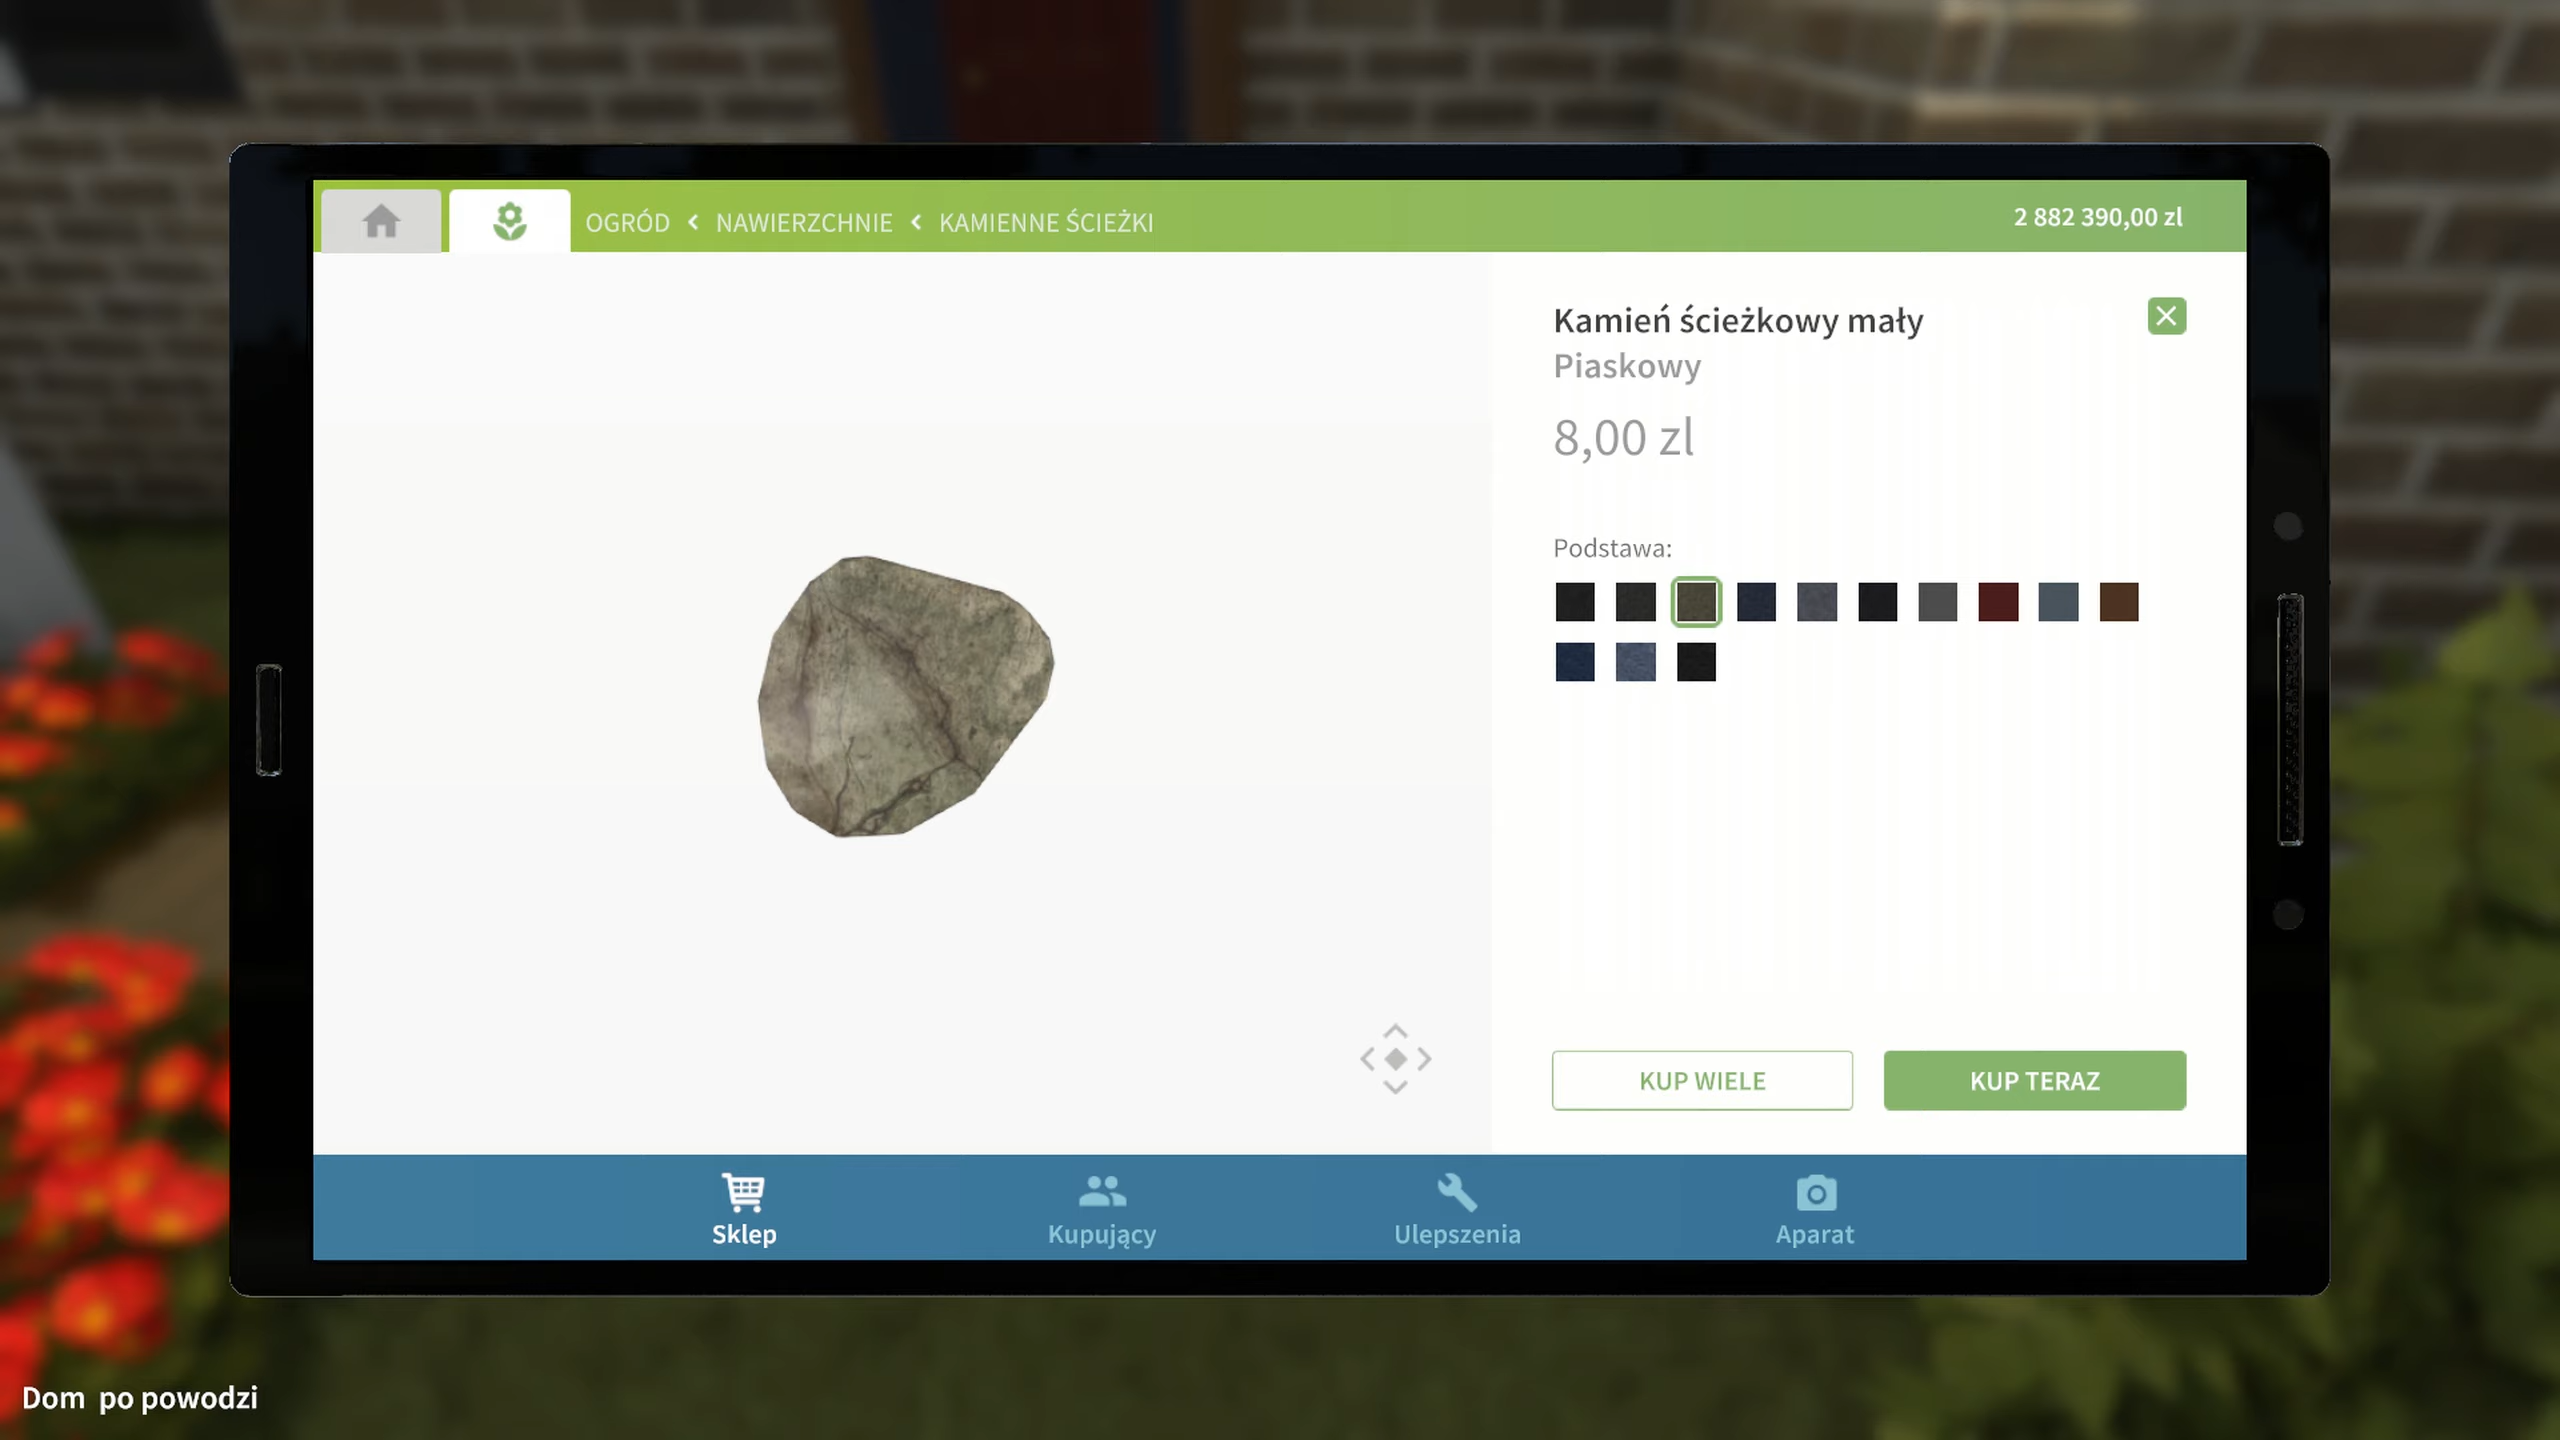 OGRÓD < NAWIERZCHNIE < KAMIENNE ŚCIEŻKI
2 882 390,00 zl
Kamień ścieżkowy mały
Piaskowy
8,00 zl
Podstawa:
KUP WIELE
KUP TERAZ
Sklep
Kupujący
Ulepszenia
Aparat
Dom po powodzi